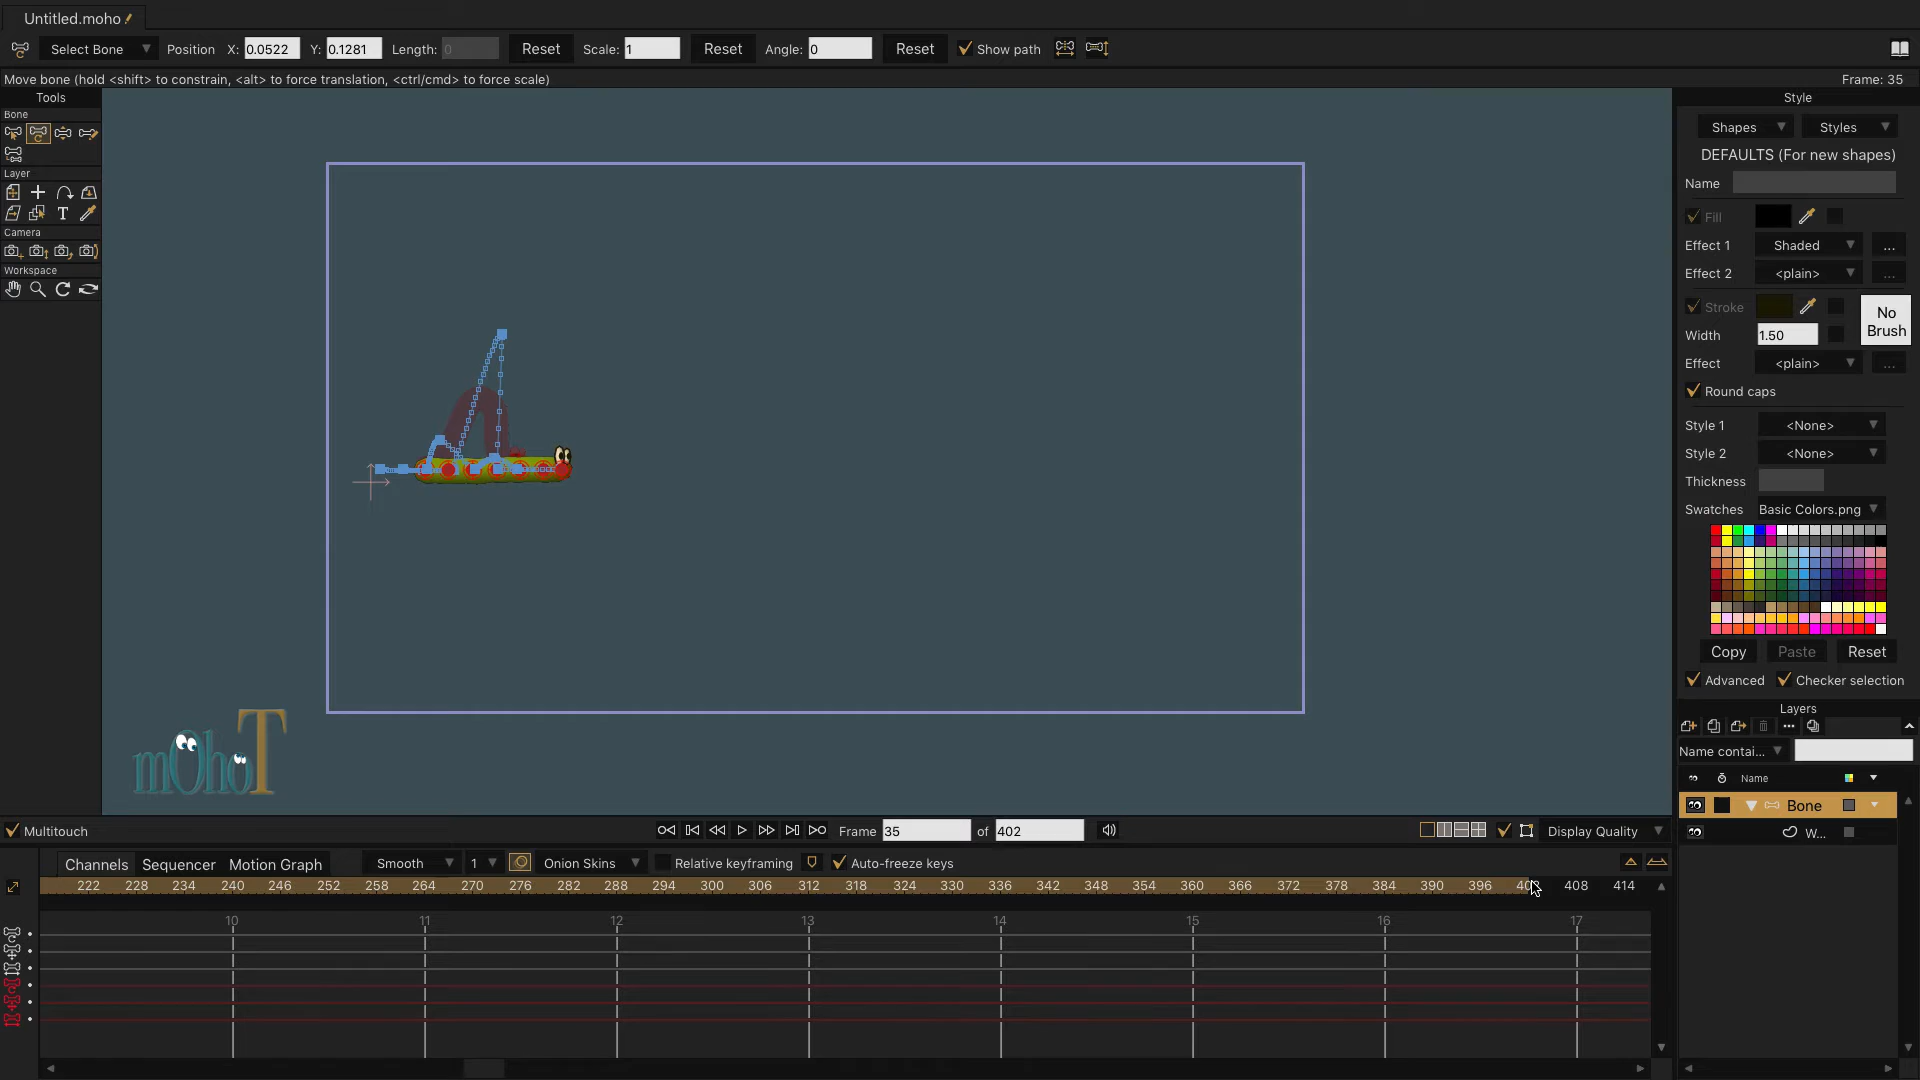 Untitled.moho
Select Bone Position X: 0.0522 Y: 0.1281 Length: 0 Reset Scale: 1 Reset Angle: 0 Reset Show path
Move bone (hold <shift> to constrain, <alt> to force translation, <ctrl/cmd> to force scale) Frame: 35
Tools
Bone
Layer
Camera
Workspace
Style
Shapes Styles
DEFAULTS (For new shapes)
Name
Fill
Effect 1 Shaded ...
Effect 2 <plain> ...
Stroke
No Brush
Width 1.50
Effect <plain> ...
Round caps
Style 1 <None>
Style 2 <None>
Thickness
Swatches Basic Colors.png
Copy Paste Reset
Advanced Checker selection
Layers
Name contai...
Name
Bone
W...
mOhoT
Multitouch Frame 35 of 402 Display Quality
Channels Sequencer Motion Graph Smooth 1 Onion Skins Relative keyframing Auto-freeze keys
222 228 234 240 246 252 258 264 270 276 282 288 294 300 306 312 318 324 330 336 342 348 354 360 366 372 378 384 390 396 408 414
10 11 12 13 14 15 16 17